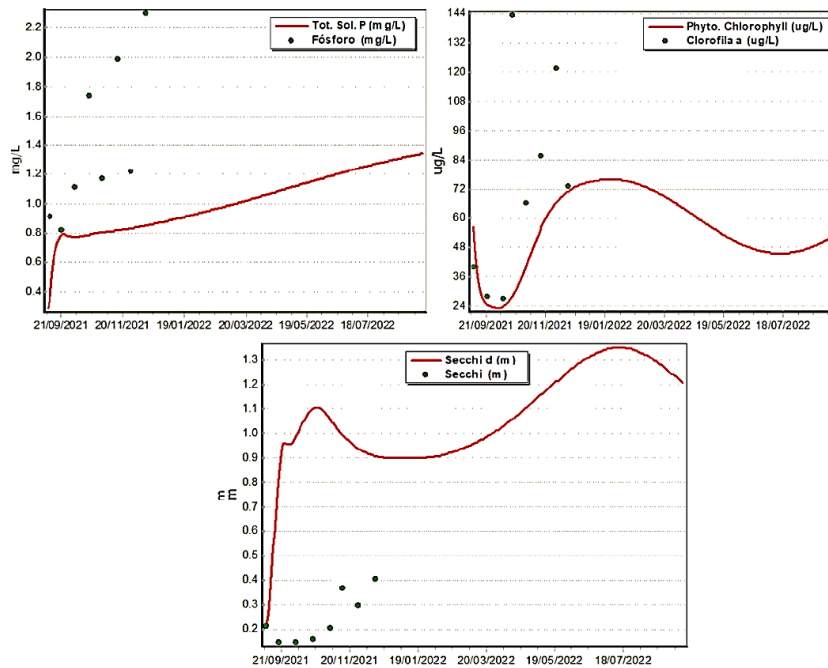 Tot. Sol. P (mg/L)
Fósforo (mg/L)
2.2
2.0
1.8
1.6
1.4
1.2
1.0
0.8
0.6
0.4
mg/L
21/09/2021 20/11/2021 19/01/2022 20/03/2022 19/05/2022 18/07/2022
Phyto. Chlorophyll (ug/L)
Clorofila a (ug/L)
144
132
120
108
96
84
72
60
48
36
24
ug/L
21/09/2021 20/11/2021 19/01/2022 20/03/2022 19/05/2022 18/07/2022
Secchi d (m)
Secchi (m)
1.3
1.2
1.1
1.0
0.9
0.8
0.7
0.6
0.5
0.4
0.3
0.2
m
m
21/09/2021 20/11/2021 19/01/2022 20/03/2022 19/05/2022 18/07/2022